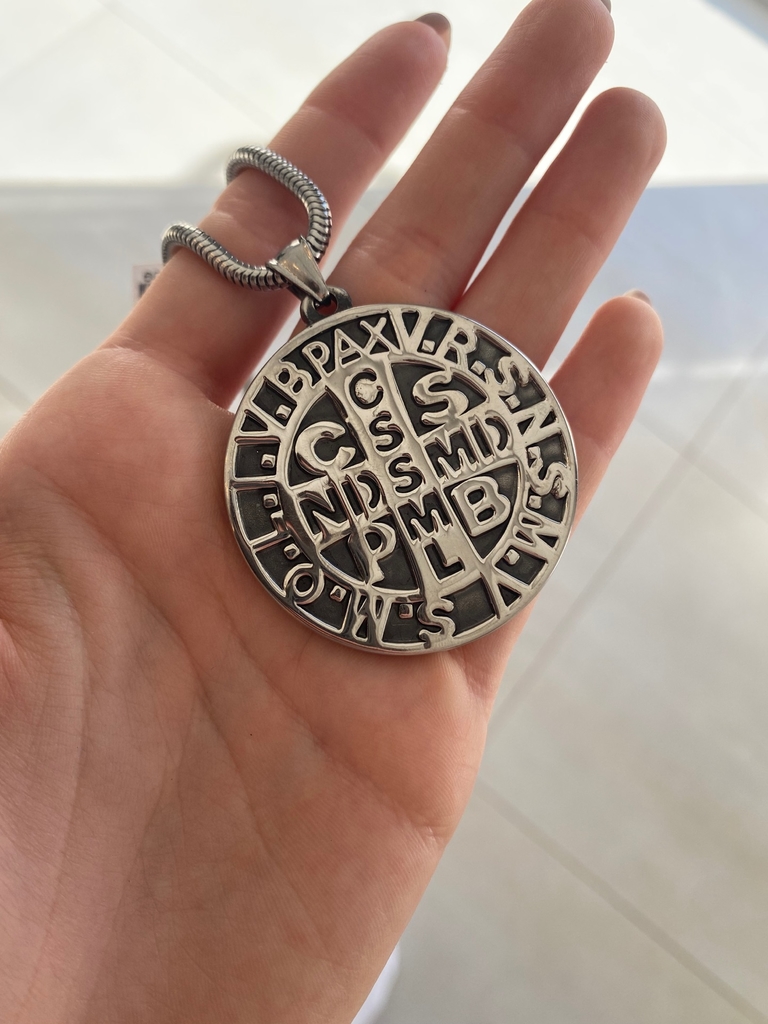 PAX
V.R.S.N.S.M.V
S.M.Q.L.I.V.B
C S
P B
C S S M L
N D S M D